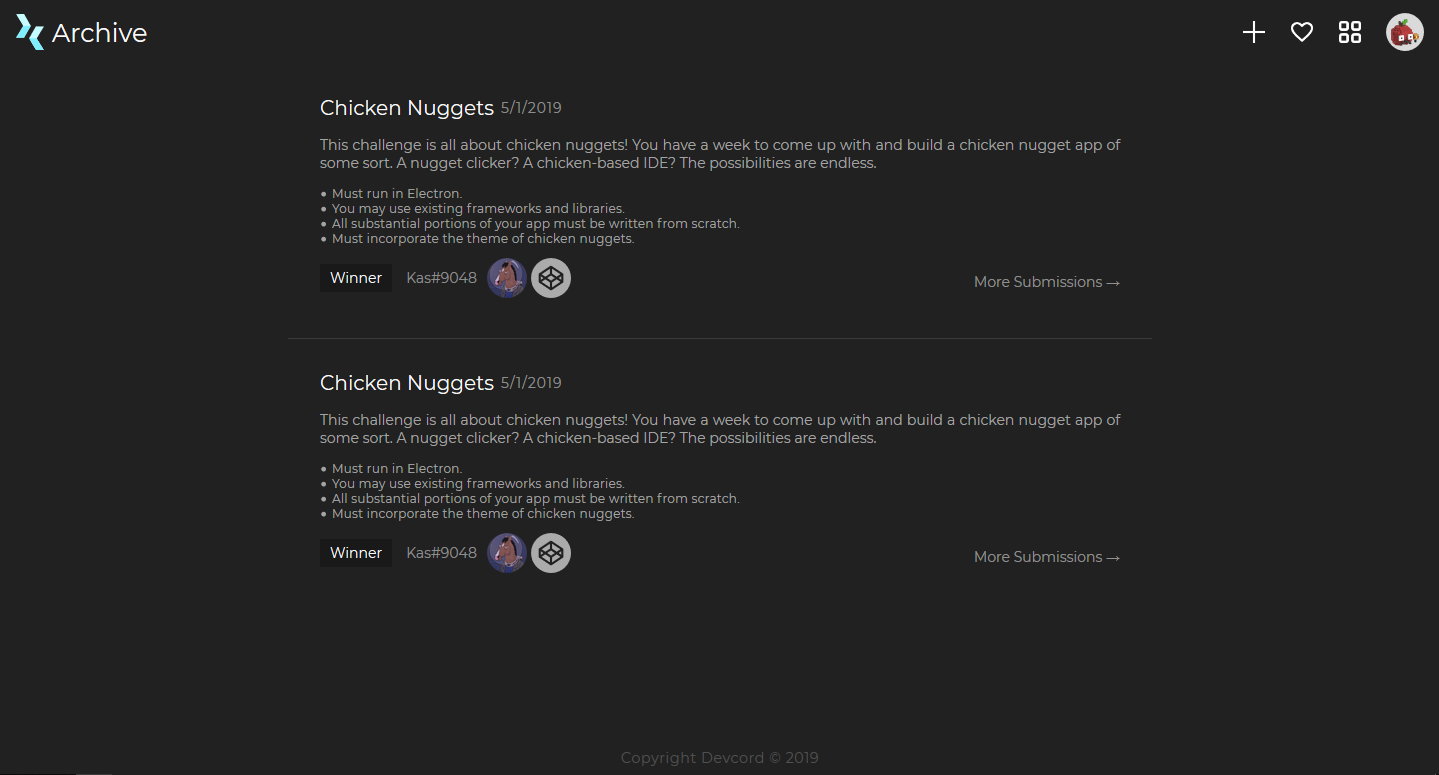 Archive
Chicken Nuggets 5/1/2019
This challenge is all about chicken nuggets! You have a week to come up with and build a chicken nugget app of
some sort. A nugget clicker? A chicken-based IDE? The possibilities are endless.
• Must run in Electron.
• You may use existing frameworks and libraries.
• All substantial portions of your app must be written from scratch.
• Must incorporate the theme of chicken nuggets.
Winner Kas#9048 More Submissions →
Chicken Nuggets 5/1/2019
This challenge is all about chicken nuggets! You have a week to come up with and build a chicken nugget app of
some sort. A nugget clicker? A chicken-based IDE? The possibilities are endless.
• Must run in Electron.
• You may use existing frameworks and libraries.
• All substantial portions of your app must be written from scratch.
• Must incorporate the theme of chicken nuggets.
Winner Kas#9048 More Submissions →
Copyright Devcord © 2019